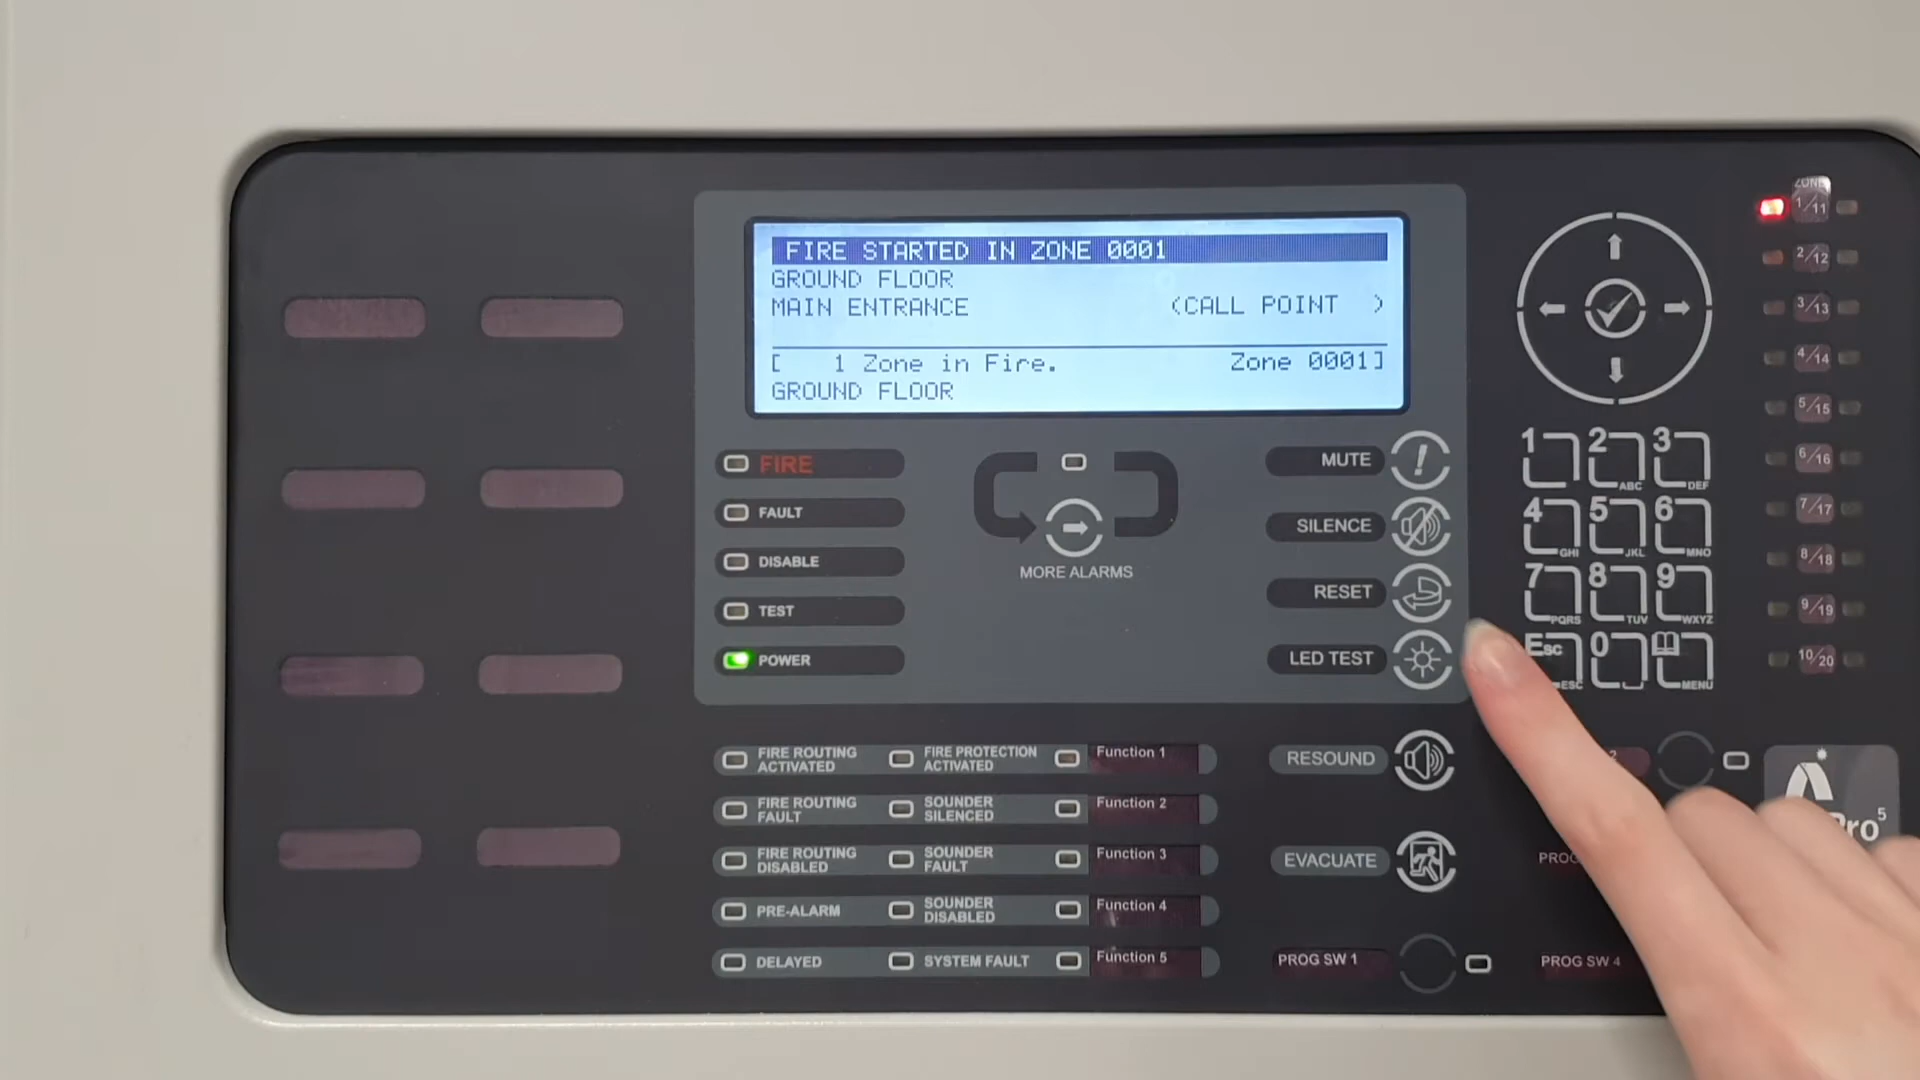 FIRE STARTED IN ZONE 0001
GROUND FLOOR
MAIN ENTRANCE <CALL POINT >
[ 1 Zone in Fire. Zone 0001]
GROUND FLOOR
FIRE
FAULT
DISABLE
TEST
POWER
MORE ALARMS
MUTE
SILENCE
RESET
LED TEST
FIRE ROUTING
ACTIVATED
FIRE ROUTING
FAULT
FIRE ROUTING
DISABLED
PRE-ALARM
DELAYED
FIRE PROTECTION
ACTIVATED
SOUNDER
SILENCED
SOUNDER
FAULT
SOUNDER
DISABLED
SYSTEM FAULT
Function 1
Function 2
Function 3
Function 4
Function 5
RESOUND
EVACUATE
PROG SW 1
PROG SW 4
1
2 ABC
3 DEF
4 GHI
5 JKL
6 MNO
7 PQRS
8 TUV
9 WXYZ
Esc ESC
0
MENU
ZONE
1/11
2/12
3/13
4/14
5/15
6/16
7/17
8/18
9/19
10/20